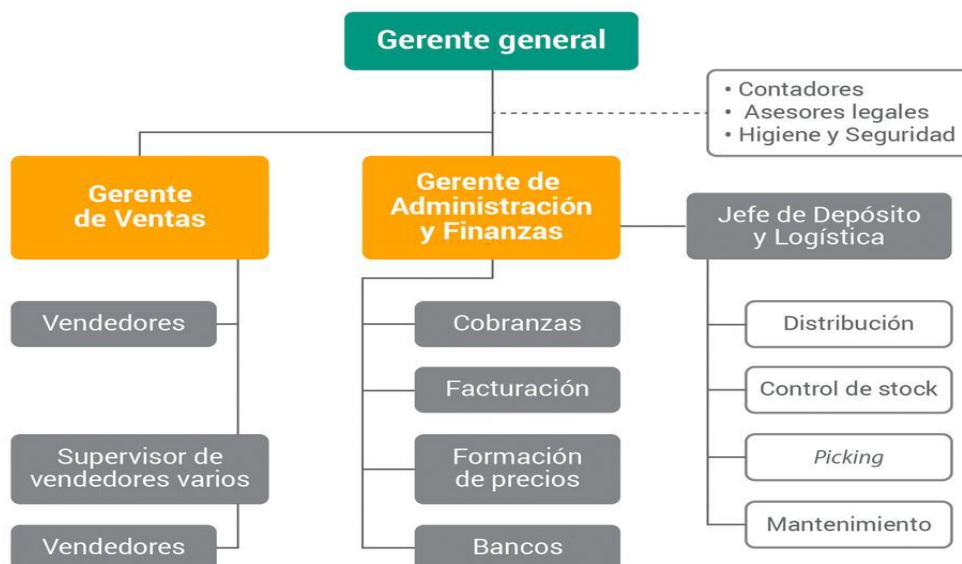 Gerente general
• Contadores
• Asesores legales
• Higiene y Seguridad
Gerente
de Ventas
Gerente de
Administración
y Finanzas
Jefe de Depósito
y Logística
Vendedores
Supervisor de
vendedores varios
Vendedores
Cobranzas
Facturación
Formación
de precios
Bancos
Distribución
Control de stock
Picking
Mantenimiento